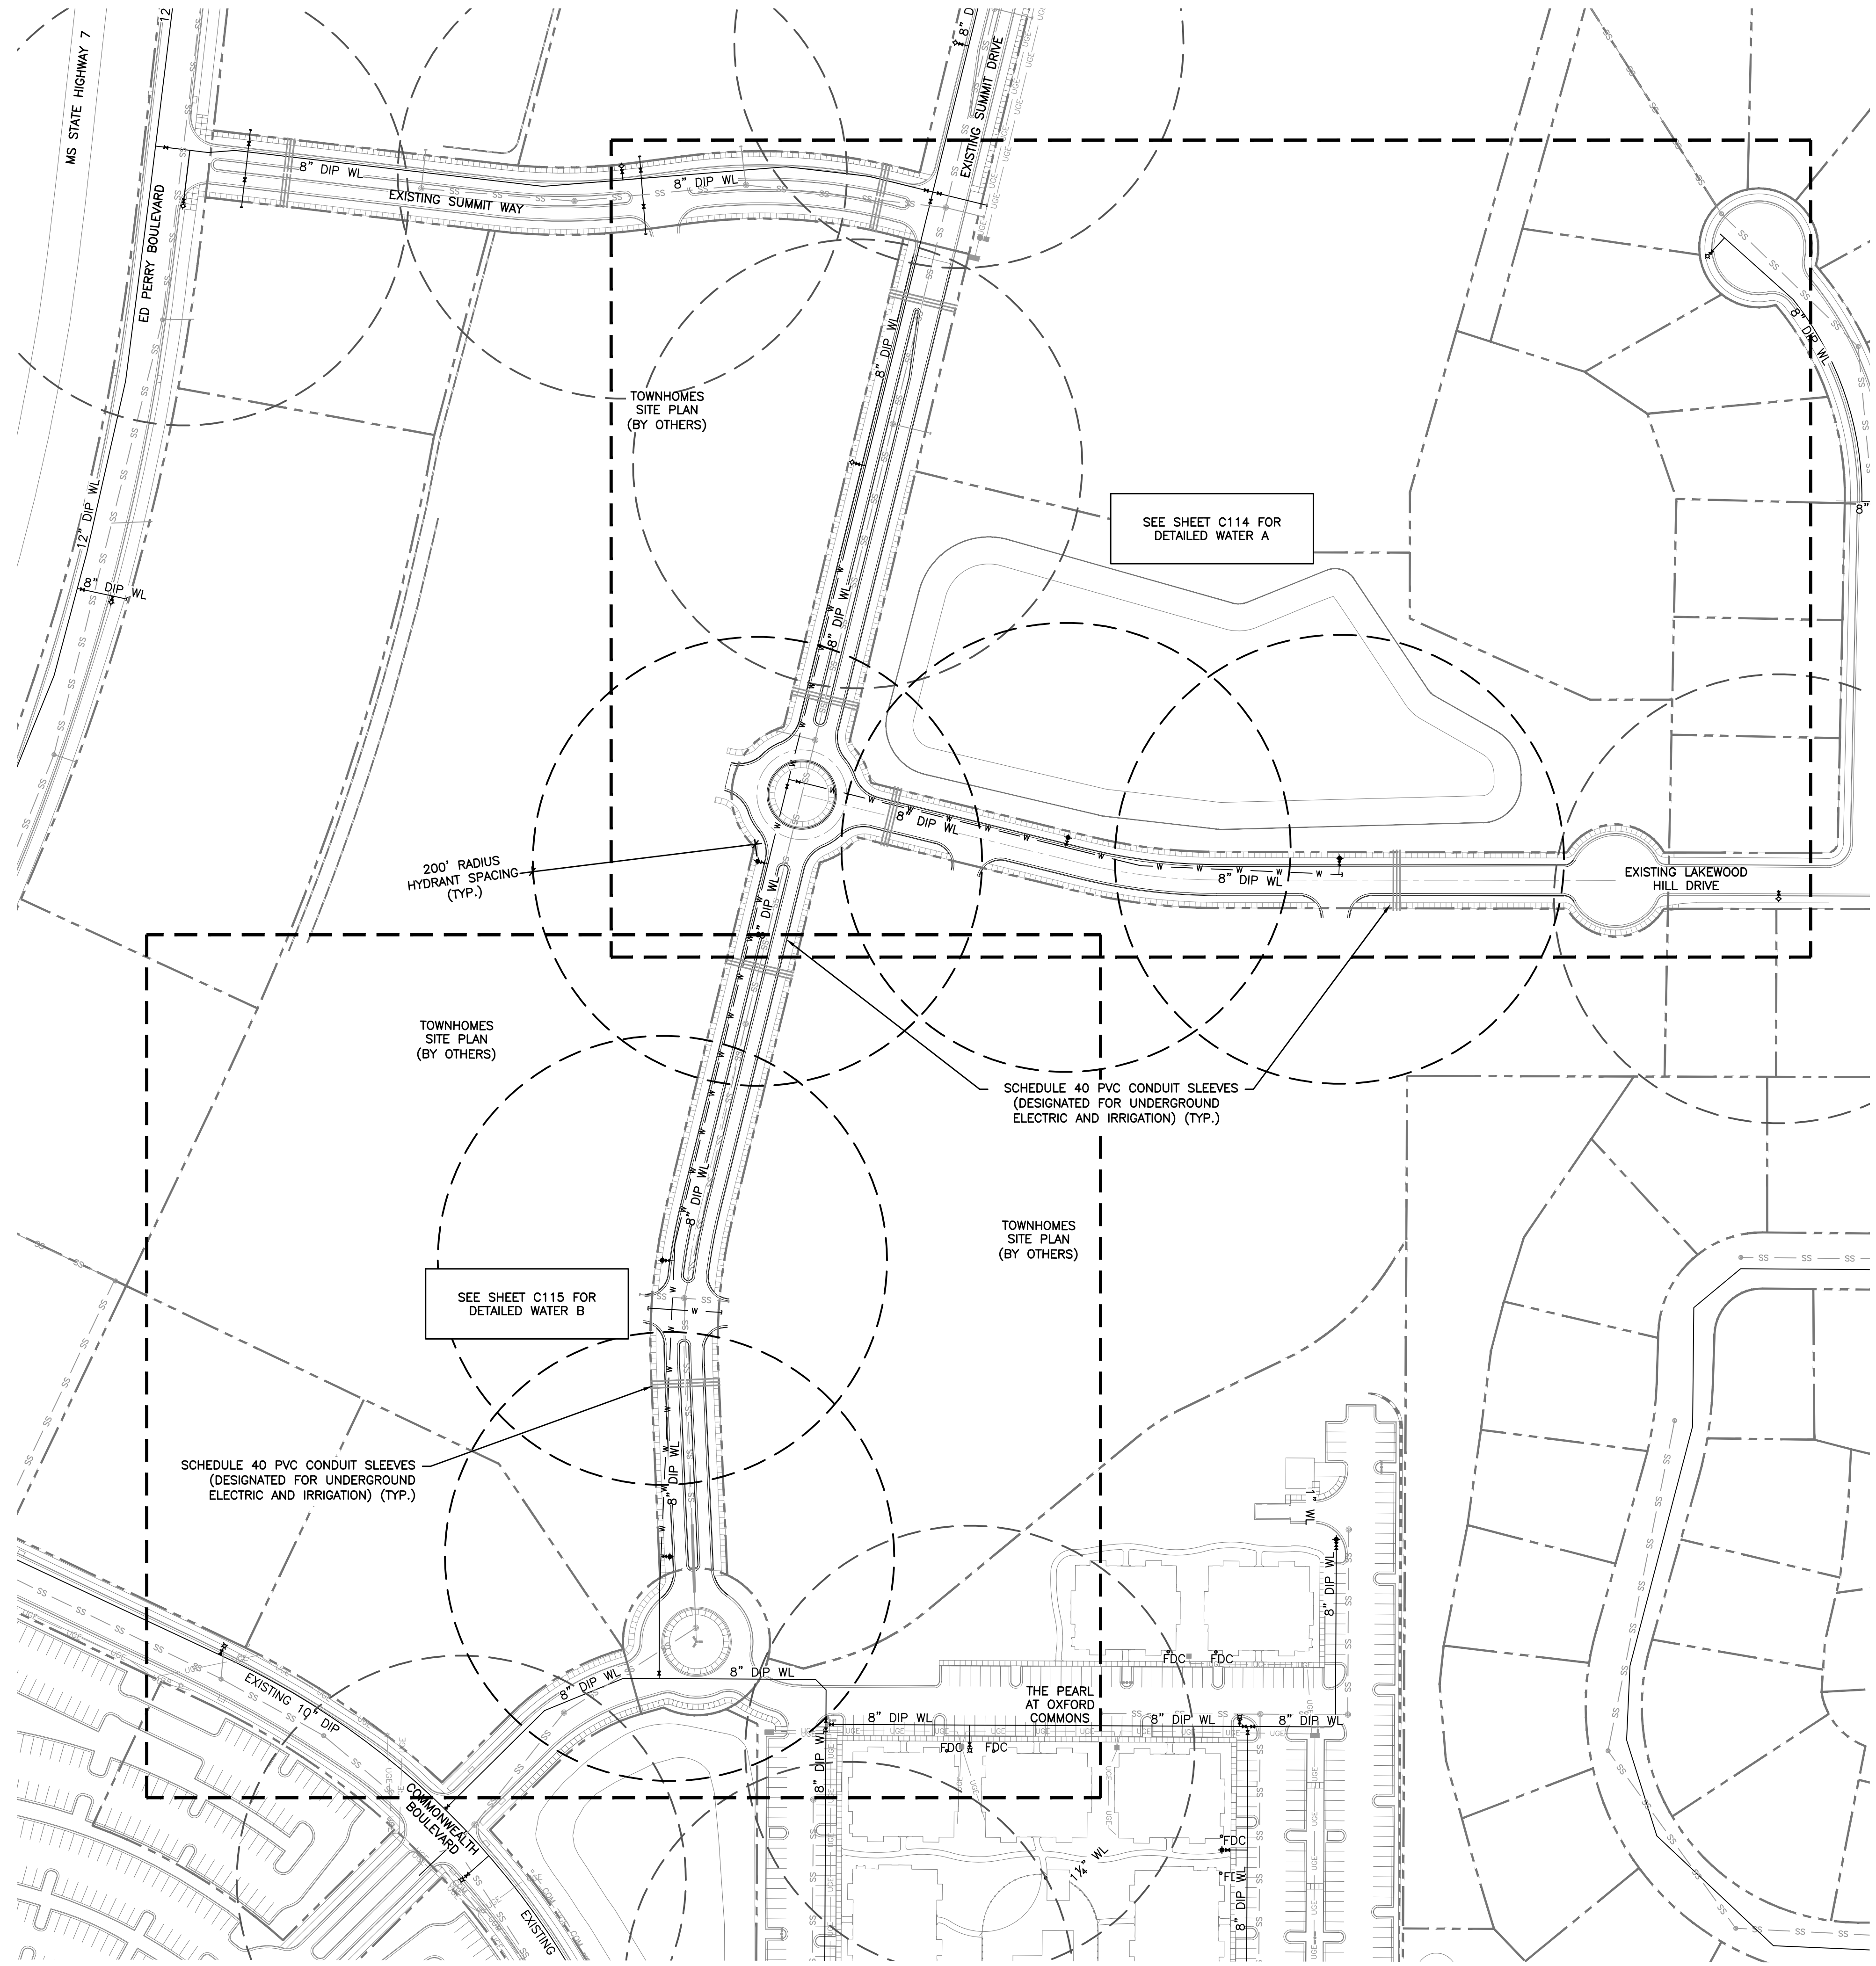 MS STATE HIGHWAY 7
12"
8" D
EXISTING SUMMIT DRIVE
UGE
8" DIP WL
8" DIP WL
EXISTING SUMMIT WAY
ED PERRY BOULEVARD
SS
8" DIP WL
8" DIP WL
TOWNHOMES
SITE PLAN
(BY OTHERS)
12" DIP WL
8" DIP WL
8"
SEE SHEET C114 FOR
DETAILED WATER A
8" DIP WL
W
8" DIP WL
200' RADIUS
HYDRANT SPACING
(TYP.)
8" DIP WL
8" DIP WL
EXISTING LAKEWOOD
HILL DRIVE
TOWNHOMES
SITE PLAN
(BY OTHERS)
SCHEDULE 40 PVC CONDUIT SLEEVES
(DESIGNATED FOR UNDERGROUND
ELECTRIC AND IRRIGATION) (TYP.)
8" DIP WL
TOWNHOMES
SITE PLAN
(BY OTHERS)
SEE SHEET C115 FOR
DETAILED WATER B
SCHEDULE 40 PVC CONDUIT SLEEVES
(DESIGNATED FOR UNDERGROUND
ELECTRIC AND IRRIGATION) (TYP.)
8" DIP WL
1" WL
8" DIP WL
FDC
FDC
8" DIP WL
8" DIP WL
EXISTING 10" DIP
THE PEARL
AT OXFORD
COMMONS
8" DIP WL
8" DIP WL
8" DIP WL
FDC
FDC
8" DIP WL
COMMONWEALTH
BOULEVARD
FDC
1¼" WL
8" DIP WL
EXISTING